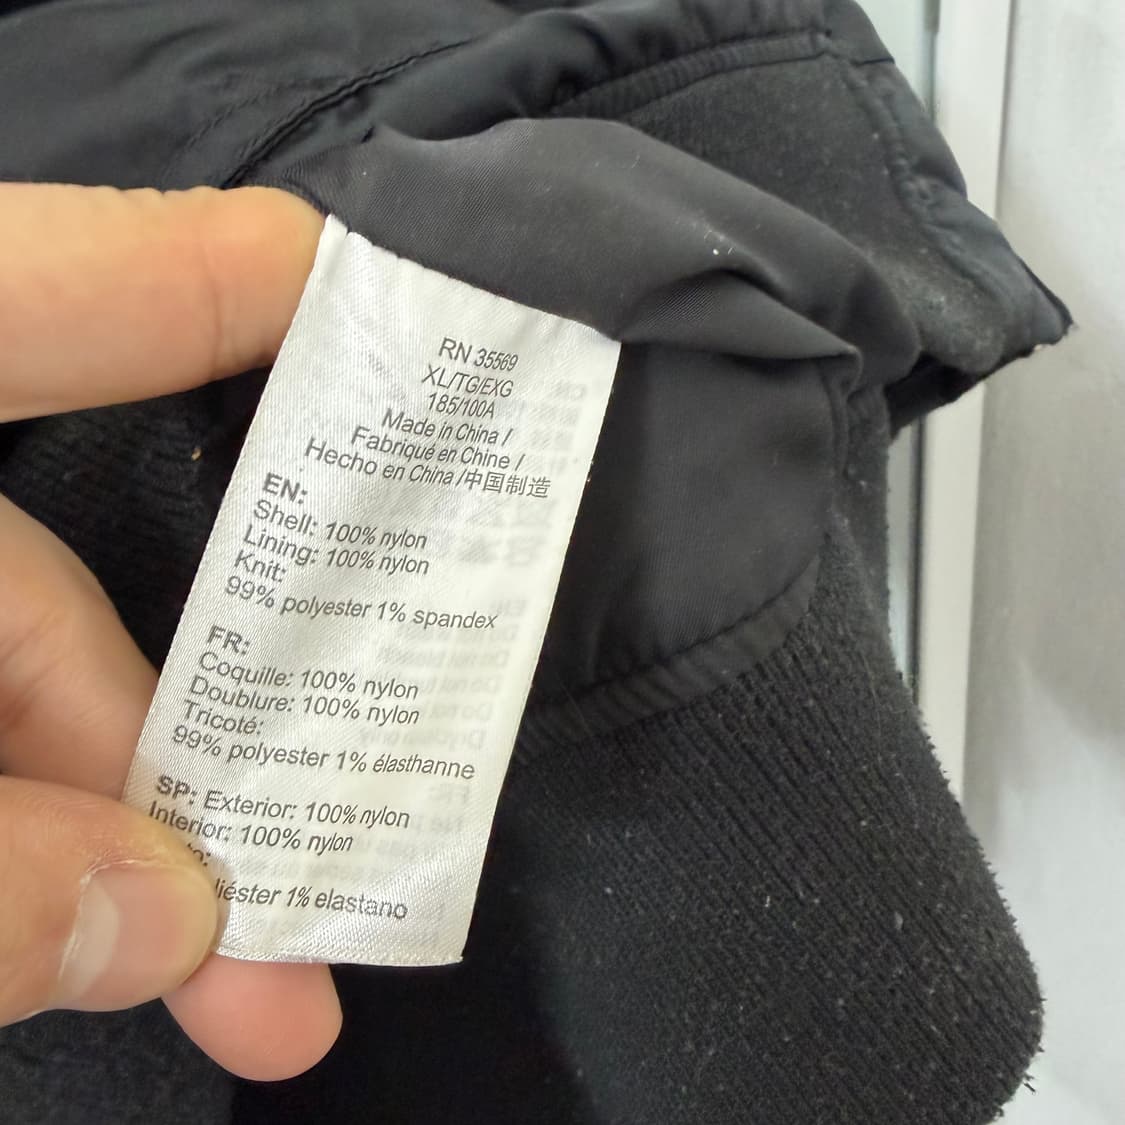 RN 35569
XL/TG/EXG
185/100A
Made in China /
Fabriqué en Chine /
Hecho en China /中国制造
EN:
Shell: 100% nylon
Lining: 100% nylon
Knit:
99% polyester 1% spandex
FR:
Coquille: 100% nylon
Doublure: 100% nylon
Tricoté:
99% polyester 1% élasthanne
SP: Exterior: 100% nylon
Interior: 100% nylon
1% elastano